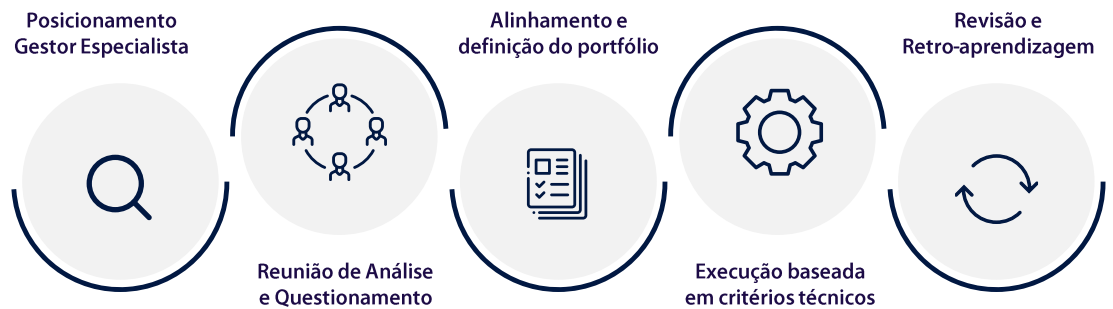 Posicionamento
Gestor Especialista
Reunião de Análise
e Questionamento
Alinhamento e
definição do portfólio
Execução baseada
em critérios técnicos
Revisão e
Retro-aprendizagem